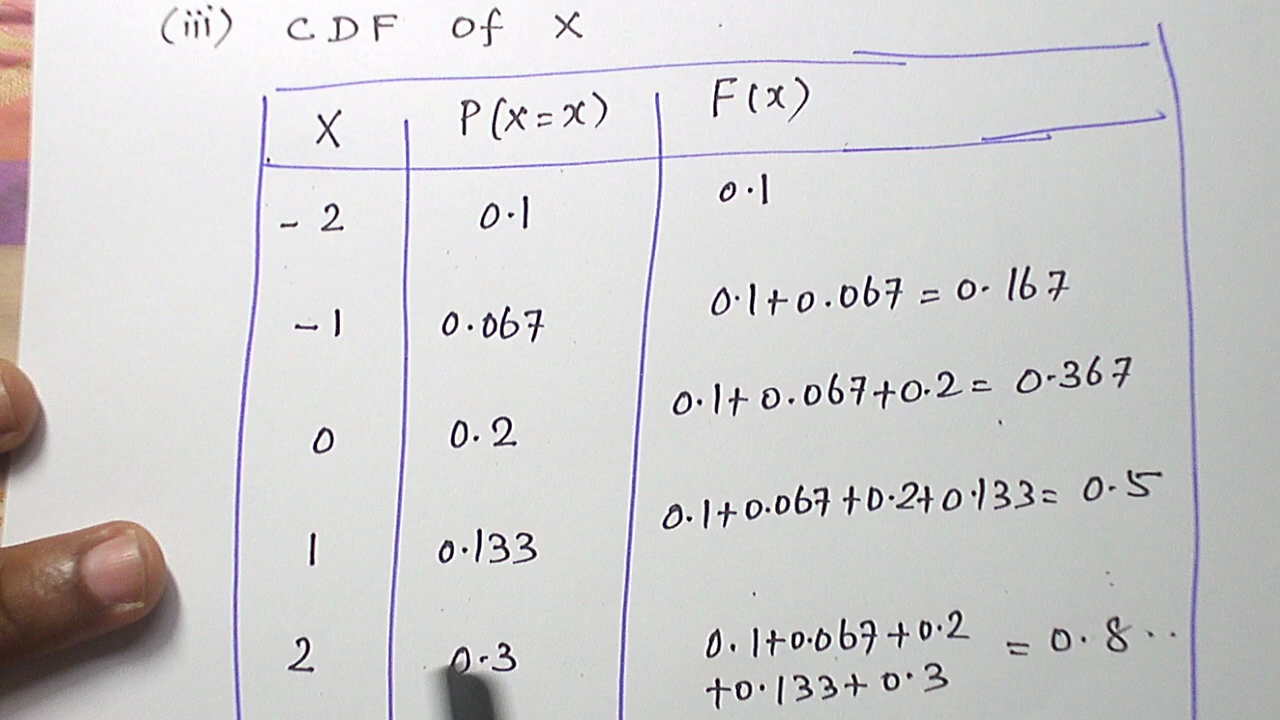 (iii) CDF of X
X P(X=x) F(x)
-2 0.1 0.1
-1 0.067 0.1+0.067=0.167
0 0.2 0.1+0.067+0.2=0.367
1 0.133 0.1+0.067+0.2+0.133=0.5
2 0.3 0.1+0.067+0.2 =0.8..
+0.133+0.3